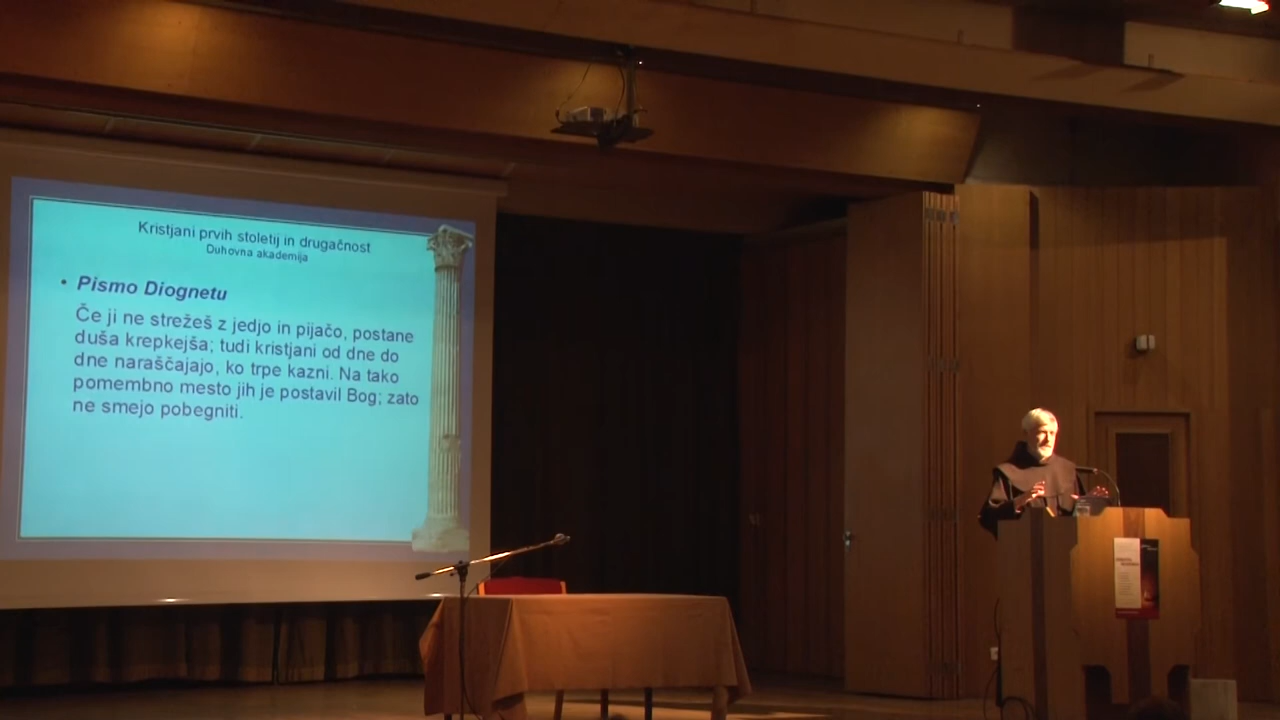 Kristjani prvih stoletij in drugačnost
Duhovna akademija
• Pismo Diognetu
Če ji ne strežeš z jedjo in pijačo, postane
duša krepkejša; tudi kristjani od dne do
dne naraščajajo, ko trpe kazni. Na tako
pomembno mesto jih je postavil Bog; zato
ne smejo pobegniti.